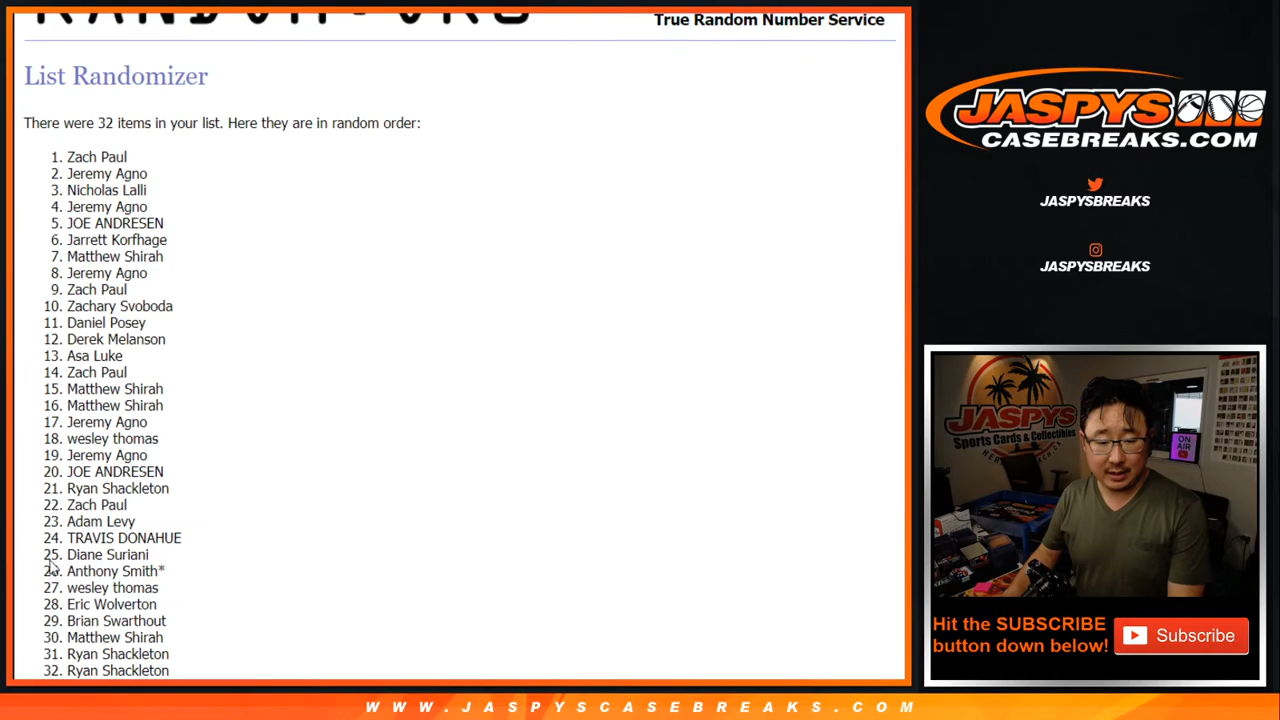 RANDOM.ORG
True Random Number Service
List Randomizer
There were 32 items in your list. Here they are in random order:
1. Zach Paul
2. Jeremy Agno
3. Nicholas Lalli
4. Jeremy Agno
5. JOE ANDRESEN
6. Jarrett Korfhage
7. Matthew Shirah
8. Jeremy Agno
9. Zach Paul
10. Zachary Svoboda
11. Daniel Posey
12. Derek Melanson
13. Asa Luke
14. Zach Paul
15. Matthew Shirah
16. Matthew Shirah
17. Jeremy Agno
18. wesley thomas
19. Jeremy Agno
20. JOE ANDRESEN
21. Ryan Shackleton
22. Zach Paul
23. Adam Levy
24. TRAVIS DONAHUE
25. Diane Suriani
26. Anthony Smith*
27. wesley thomas
28. Eric Wolverton
29. Brian Swarthout
30. Matthew Shirah
31. Ryan Shackleton
32. Ryan Shackleton
JASPYS
CASEBREAKS.COM
JASPYSBREAKS
JASPYSBREAKS
JASPYS
Sports Cards & Collectibles
ON
AIR
Hit the SUBSCRIBE
button down below!
Subscribe
WWW.JASPYSCASEBREAKS.COM